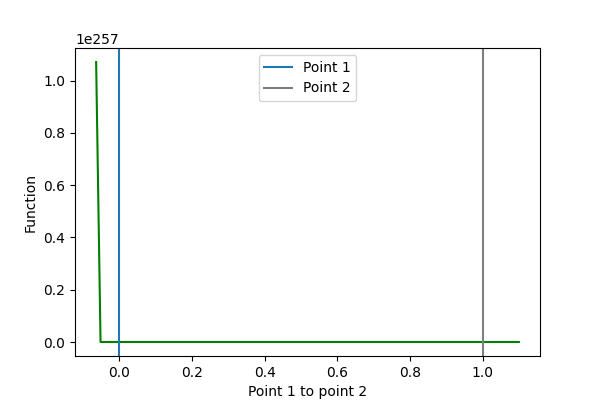 1e257
Point 1
Point 2
1.0
0.8
0.6
0.4
0.2
0.0
Function
0.0 0.2 0.4 0.6 0.8 1.0
Point 1 to point 2